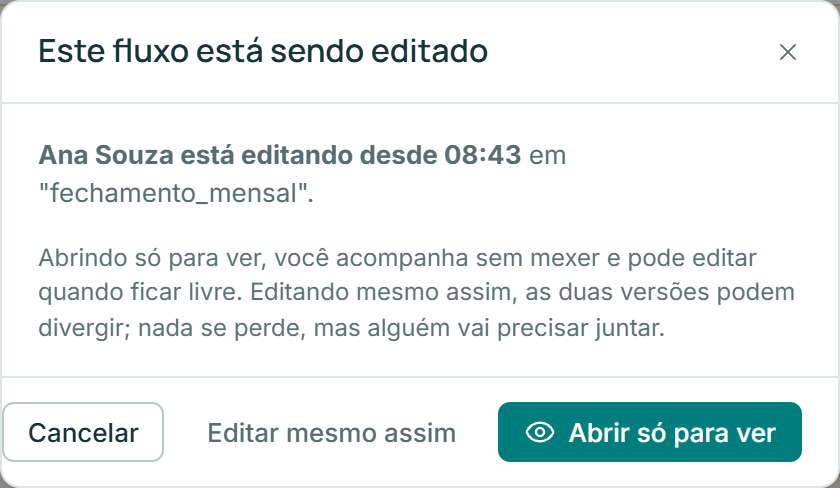 Este fluxo está sendo editado
Ana Souza está editando desde 08:43 em
"fechamento_mensal".
Abrindo só para ver, você acompanha sem mexer e pode editar
quando ficar livre. Editando mesmo assim, as duas versões podem
divergir; nada se perde, mas alguém vai precisar juntar.
Cancelar
Editar mesmo assim
Abrir só para ver